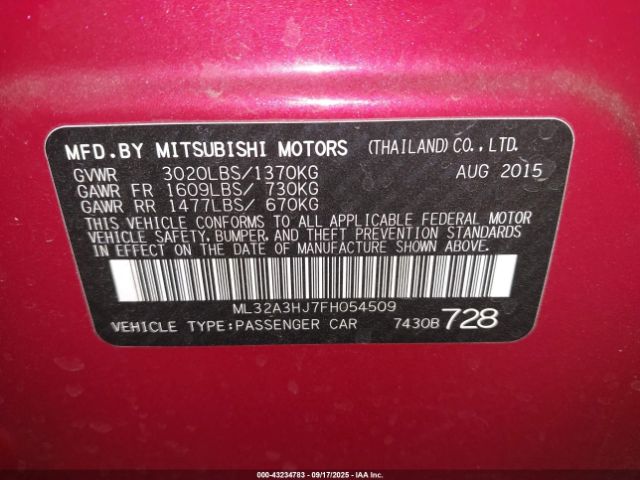 MFD.BY MITSUBISHI MOTORS (THAILAND) CO., LTD.
GVWR 3020LBS/1370KG AUG 2015
GAWR FR 1609LBS/ 730KG
GAWR RR 1477LBS/ 670KG
THIS VEHICLE CONFORMS TO ALL APPLICABLE FEDERAL MOTOR
VEHICLE SAFETY, BUMPER, AND THEFT PREVENTION STANDARDS
IN EFFECT ON THE DATE OF MANUFACTURE SHOWN ABOVE.
ML32A3HJ7FH054509
VEHICLE TYPE:PASSENGER CAR 7430B 728
000-43234783 - 09/17/2025 - IAA Inc.